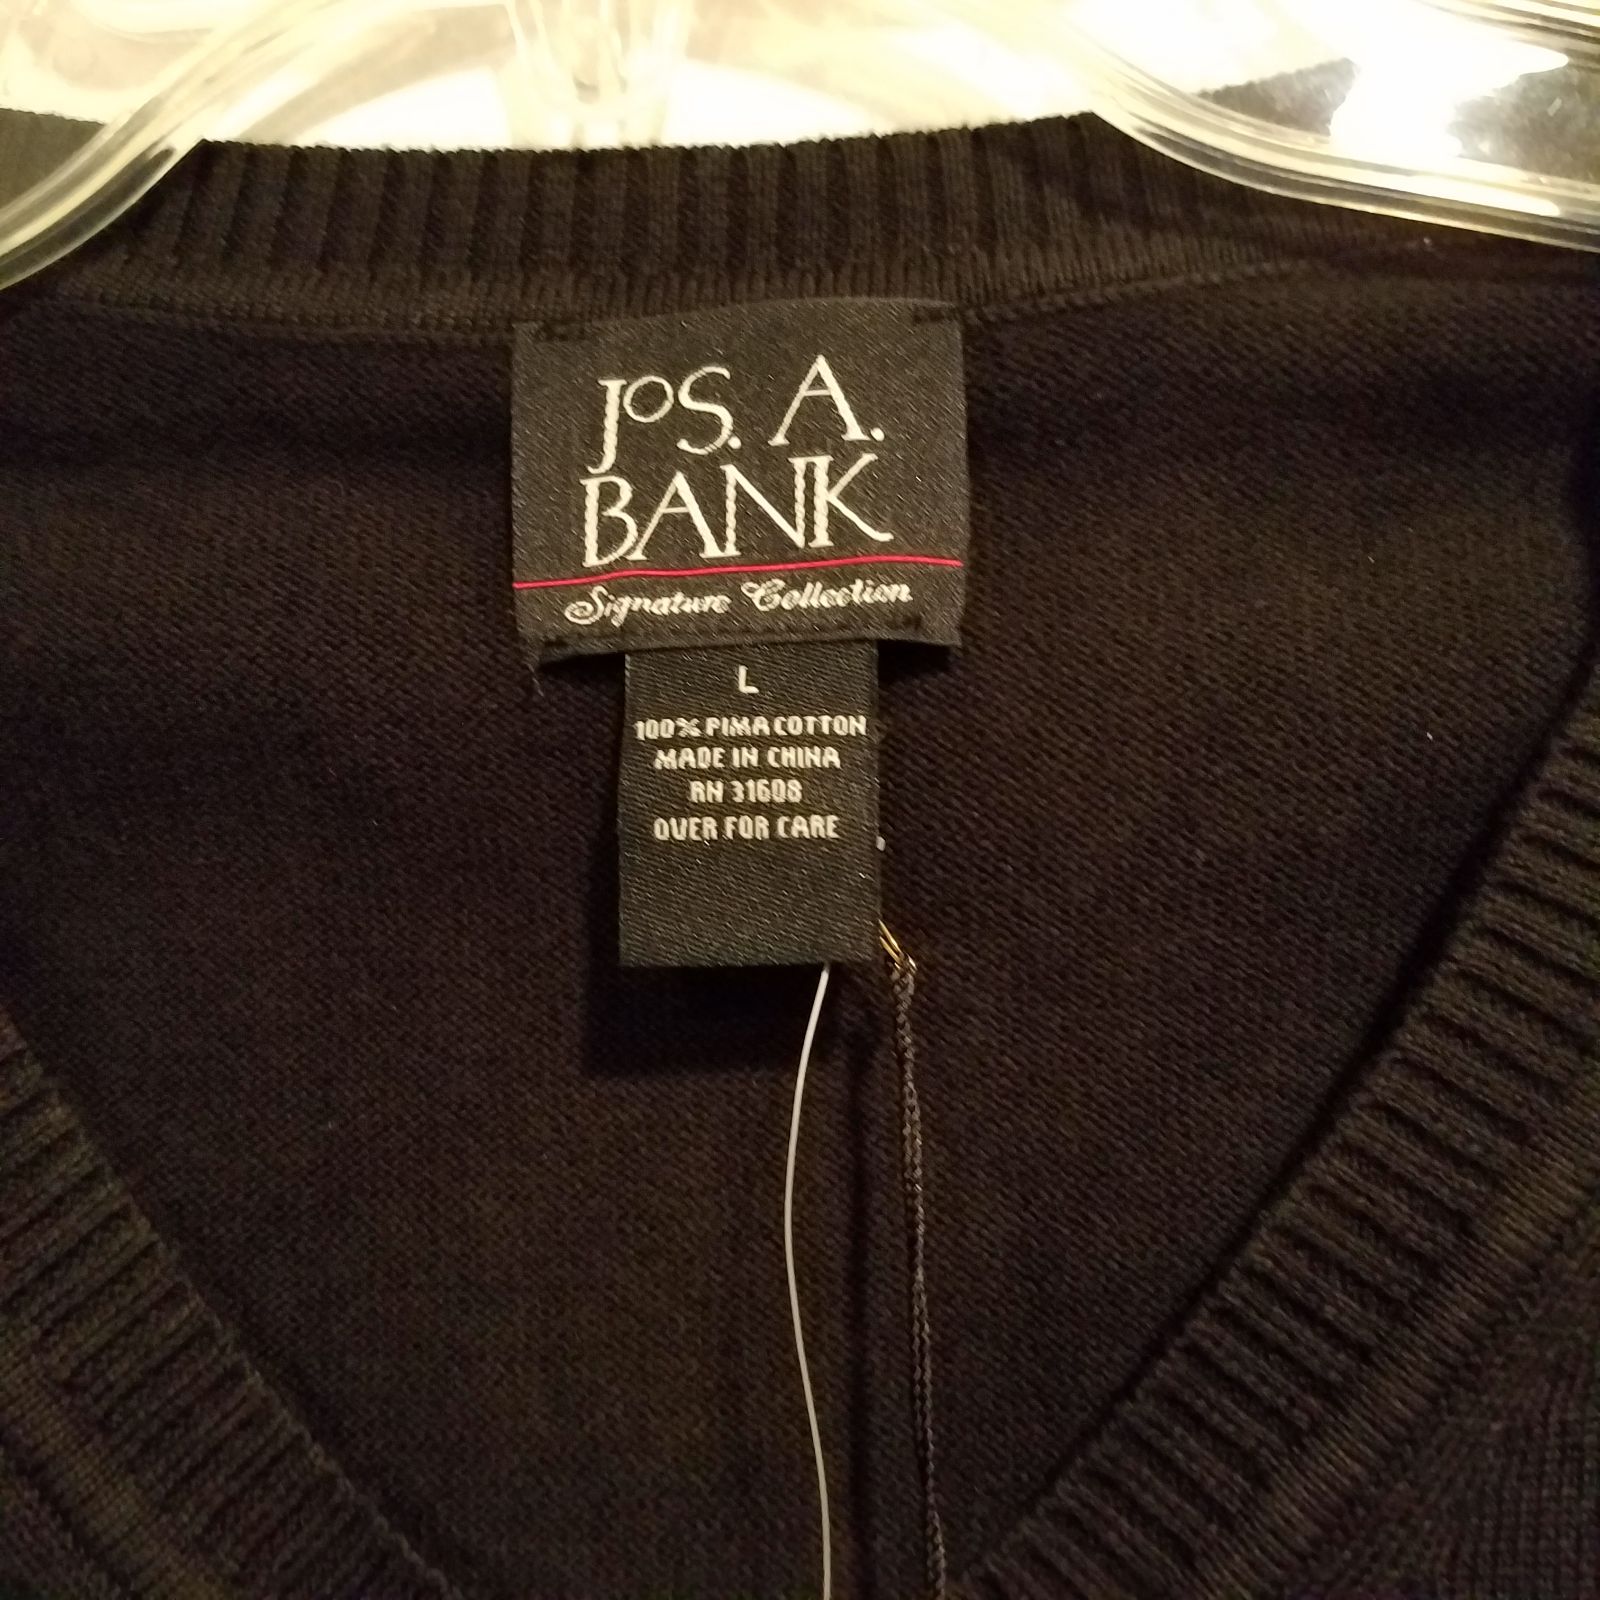 JoS. A.
BANK
Signature Collection
L
100% PIMA COTTON
MADE IN CHINA
RN 31608
OVER FOR CARE